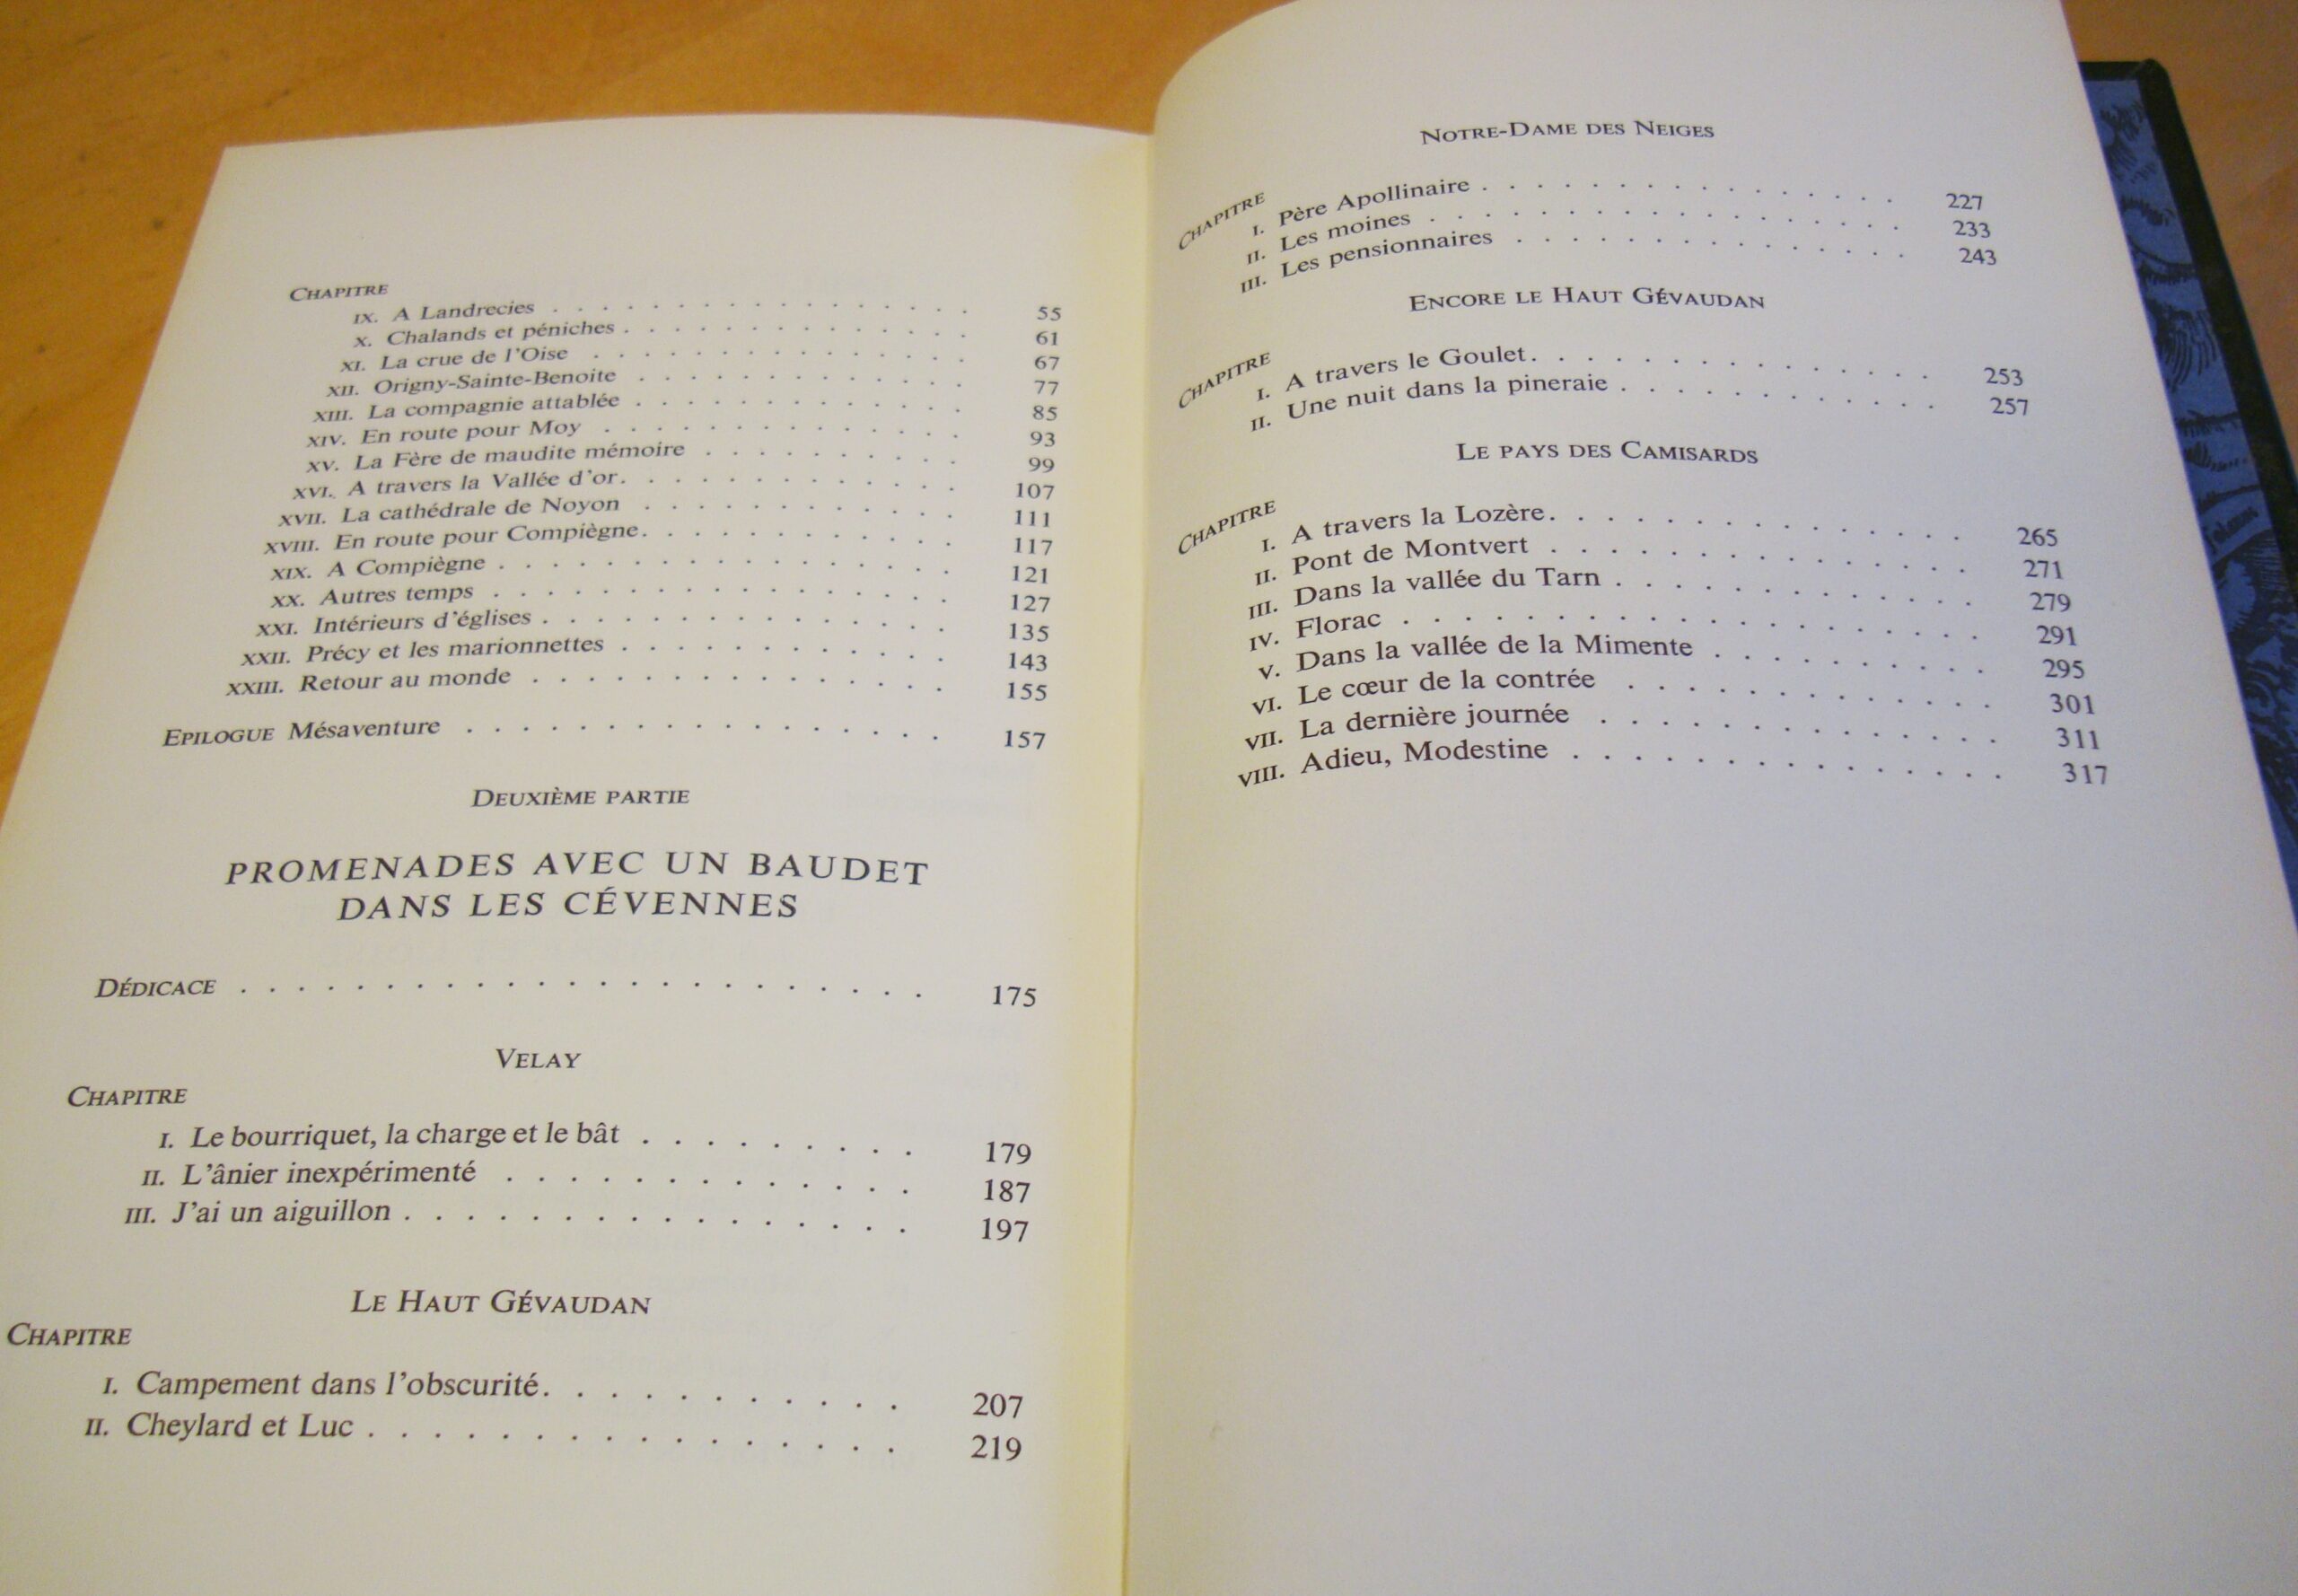 CHAPITRE
IX. A Landrecies . . . . . . . . . . . . . . . . . 55
X. Chalands et péniches . . . . . . . . . . . . . . 61
XI. La crue de l'Oise . . . . . . . . . . . . . . . 67
XII. Origny-Sainte-Benoite . . . . . . . . . . . . . 77
XIII. La compagnie attablée . . . . . . . . . . . . . 85
XIV. En route pour Moy . . . . . . . . . . . . . . 93
XV. La Fère de maudite mémoire . . . . . . . . . . 99
XVI. A travers la Vallée d'or. . . . . . . . . . . . . 107
XVII. La cathédrale de Noyon . . . . . . . . . . . . 111
XVIII. En route pour Compiègne. . . . . . . . . . . . 117
XIX. A Compiègne . . . . . . . . . . . . . . . . . 121
XX. Autres temps . . . . . . . . . . . . . . . . . 127
XXI. Intérieurs d'églises . . . . . . . . . . . . . . . 135
XXII. Précy et les marionnettes . . . . . . . . . . . . 143
XXIII. Retour au monde . . . . . . . . . . . . . . . 155
EPILOGUE Mésaventure . . . . . . . . . . . . . . . . . 157
DEUXIÈME PARTIE
PROMENADES AVEC UN BAUDET
DANS LES CÉVENNES
DÉDICACE . . . . . . . . . . . . . . . . . . . . . . . . 175
VELAY
CHAPITRE
I. Le bourriquet, la charge et le bât . . . . . . . . . 179
II. L'ânier inexpérimenté . . . . . . . . . . . . . 187
III. J'ai un aiguillon . . . . . . . . . . . . . . . . 197
LE HAUT GÉVAUDAN
CHAPITRE
I. Campement dans l'obscurité. . . . . . . . . . . 207
II. Cheylard et Luc . . . . . . . . . . . . . . . . 219
NOTRE-DAME DES NEIGES
CHAPITRE
I. Père Apollinaire . . . . . . . . . . . . . . . . 227
II. Les moines . . . . . . . . . . . . . . . . . . 233
III. Les pensionnaires . . . . . . . . . . . . . . . 243
ENCORE LE HAUT GÉVAUDAN
CHAPITRE
I. A travers le Goulet. . . . . . . . . . . . . . . 253
II. Une nuit dans la pineraie . . . . . . . . . . . . 257
LE PAYS DES CAMISARDS
CHAPITRE
I. A travers la Lozère. . . . . . . . . . . . . . . 265
II. Pont de Montvert . . . . . . . . . . . . . . . 271
III. Dans la vallée du Tarn . . . . . . . . . . . . . 279
IV. Florac . . . . . . . . . . . . . . . . . . . . 291
V. Dans la vallée de la Mimente . . . . . . . . . . 295
VI. Le cœur de la contrée . . . . . . . . . . . . . 301
VII. La dernière journée . . . . . . . . . . . . . . 311
VIII. Adieu, Modestine . . . . . . . . . . . . . . . 317